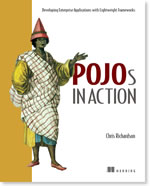 Developing Enterprise Applications with Lightweight Frameworks
POJOs
IN ACTION
Chris Richardson
MANNING